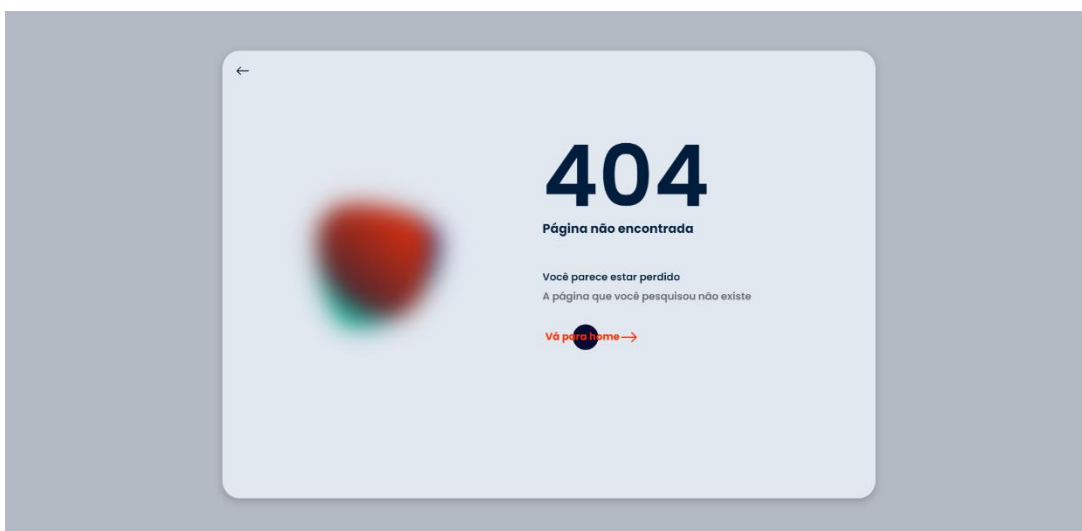 404
Página não encontrada
Você parece estar perdido
A página que você pesquisou não existe
Vá para home